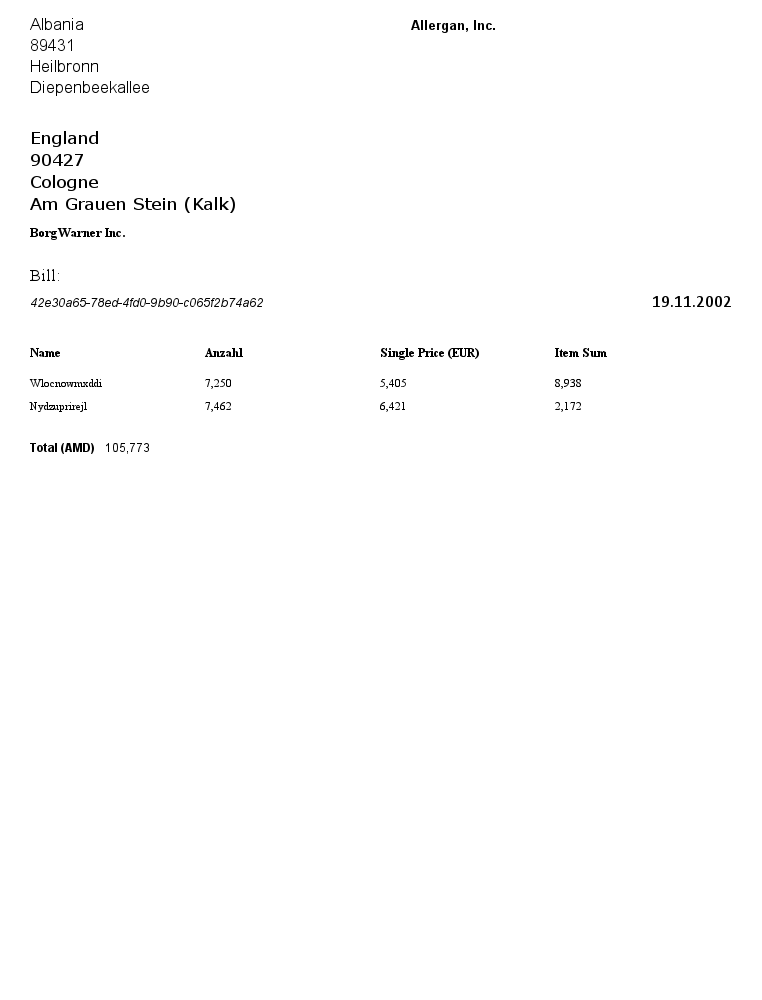 Albania
Allergan, Inc.
89431
Heilbronn
Diepenbeekallee
England
90427
Cologne
Am Grauen Stein (Kalk)
BorgWarner Inc.
Bill:
42e30a65-78ed-4fd0-9b90-c065f2b74a62 19.11.2002
Name Anzahl Single Price (EUR) Item Sum
Wlocnowmxddi 7,250 5,405 8,938
Nydzuprirejl 7,462 6,421 2,172
Total (AMD) 105,773